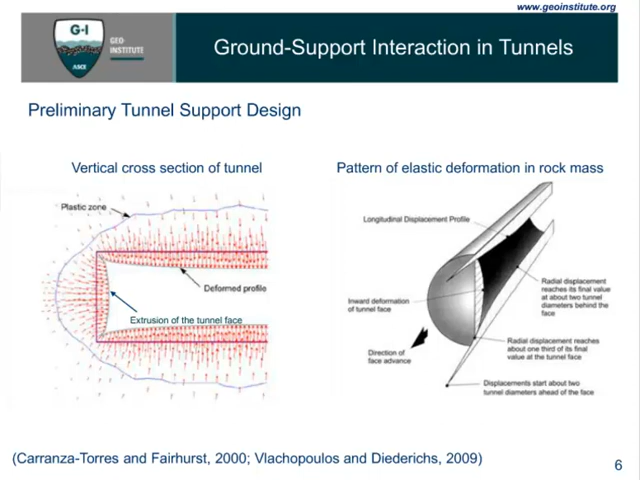 www.geoinstitute.org
G-I
GEO
INSTITUTE
ASCE
Ground-Support Interaction in Tunnels
Preliminary Tunnel Support Design
Vertical cross section of tunnel
Pattern of elastic deformation in rock mass
Plastic zone
Deformed profile
Extrusion of the tunnel face
Longitudinal Displacement Profile
Radial displacement
reaches its final value
at about two tunnel
diameters behind the
face
Inward deformation
of tunnel face
Radial displacement reaches
about one third of its final
value at the tunnel face
Direction of
face advance
Displacements start about two
tunnel diameters ahead of the face
(Carranza-Torres and Fairhurst, 2000; Vlachopoulos and Diederichs, 2009)
6